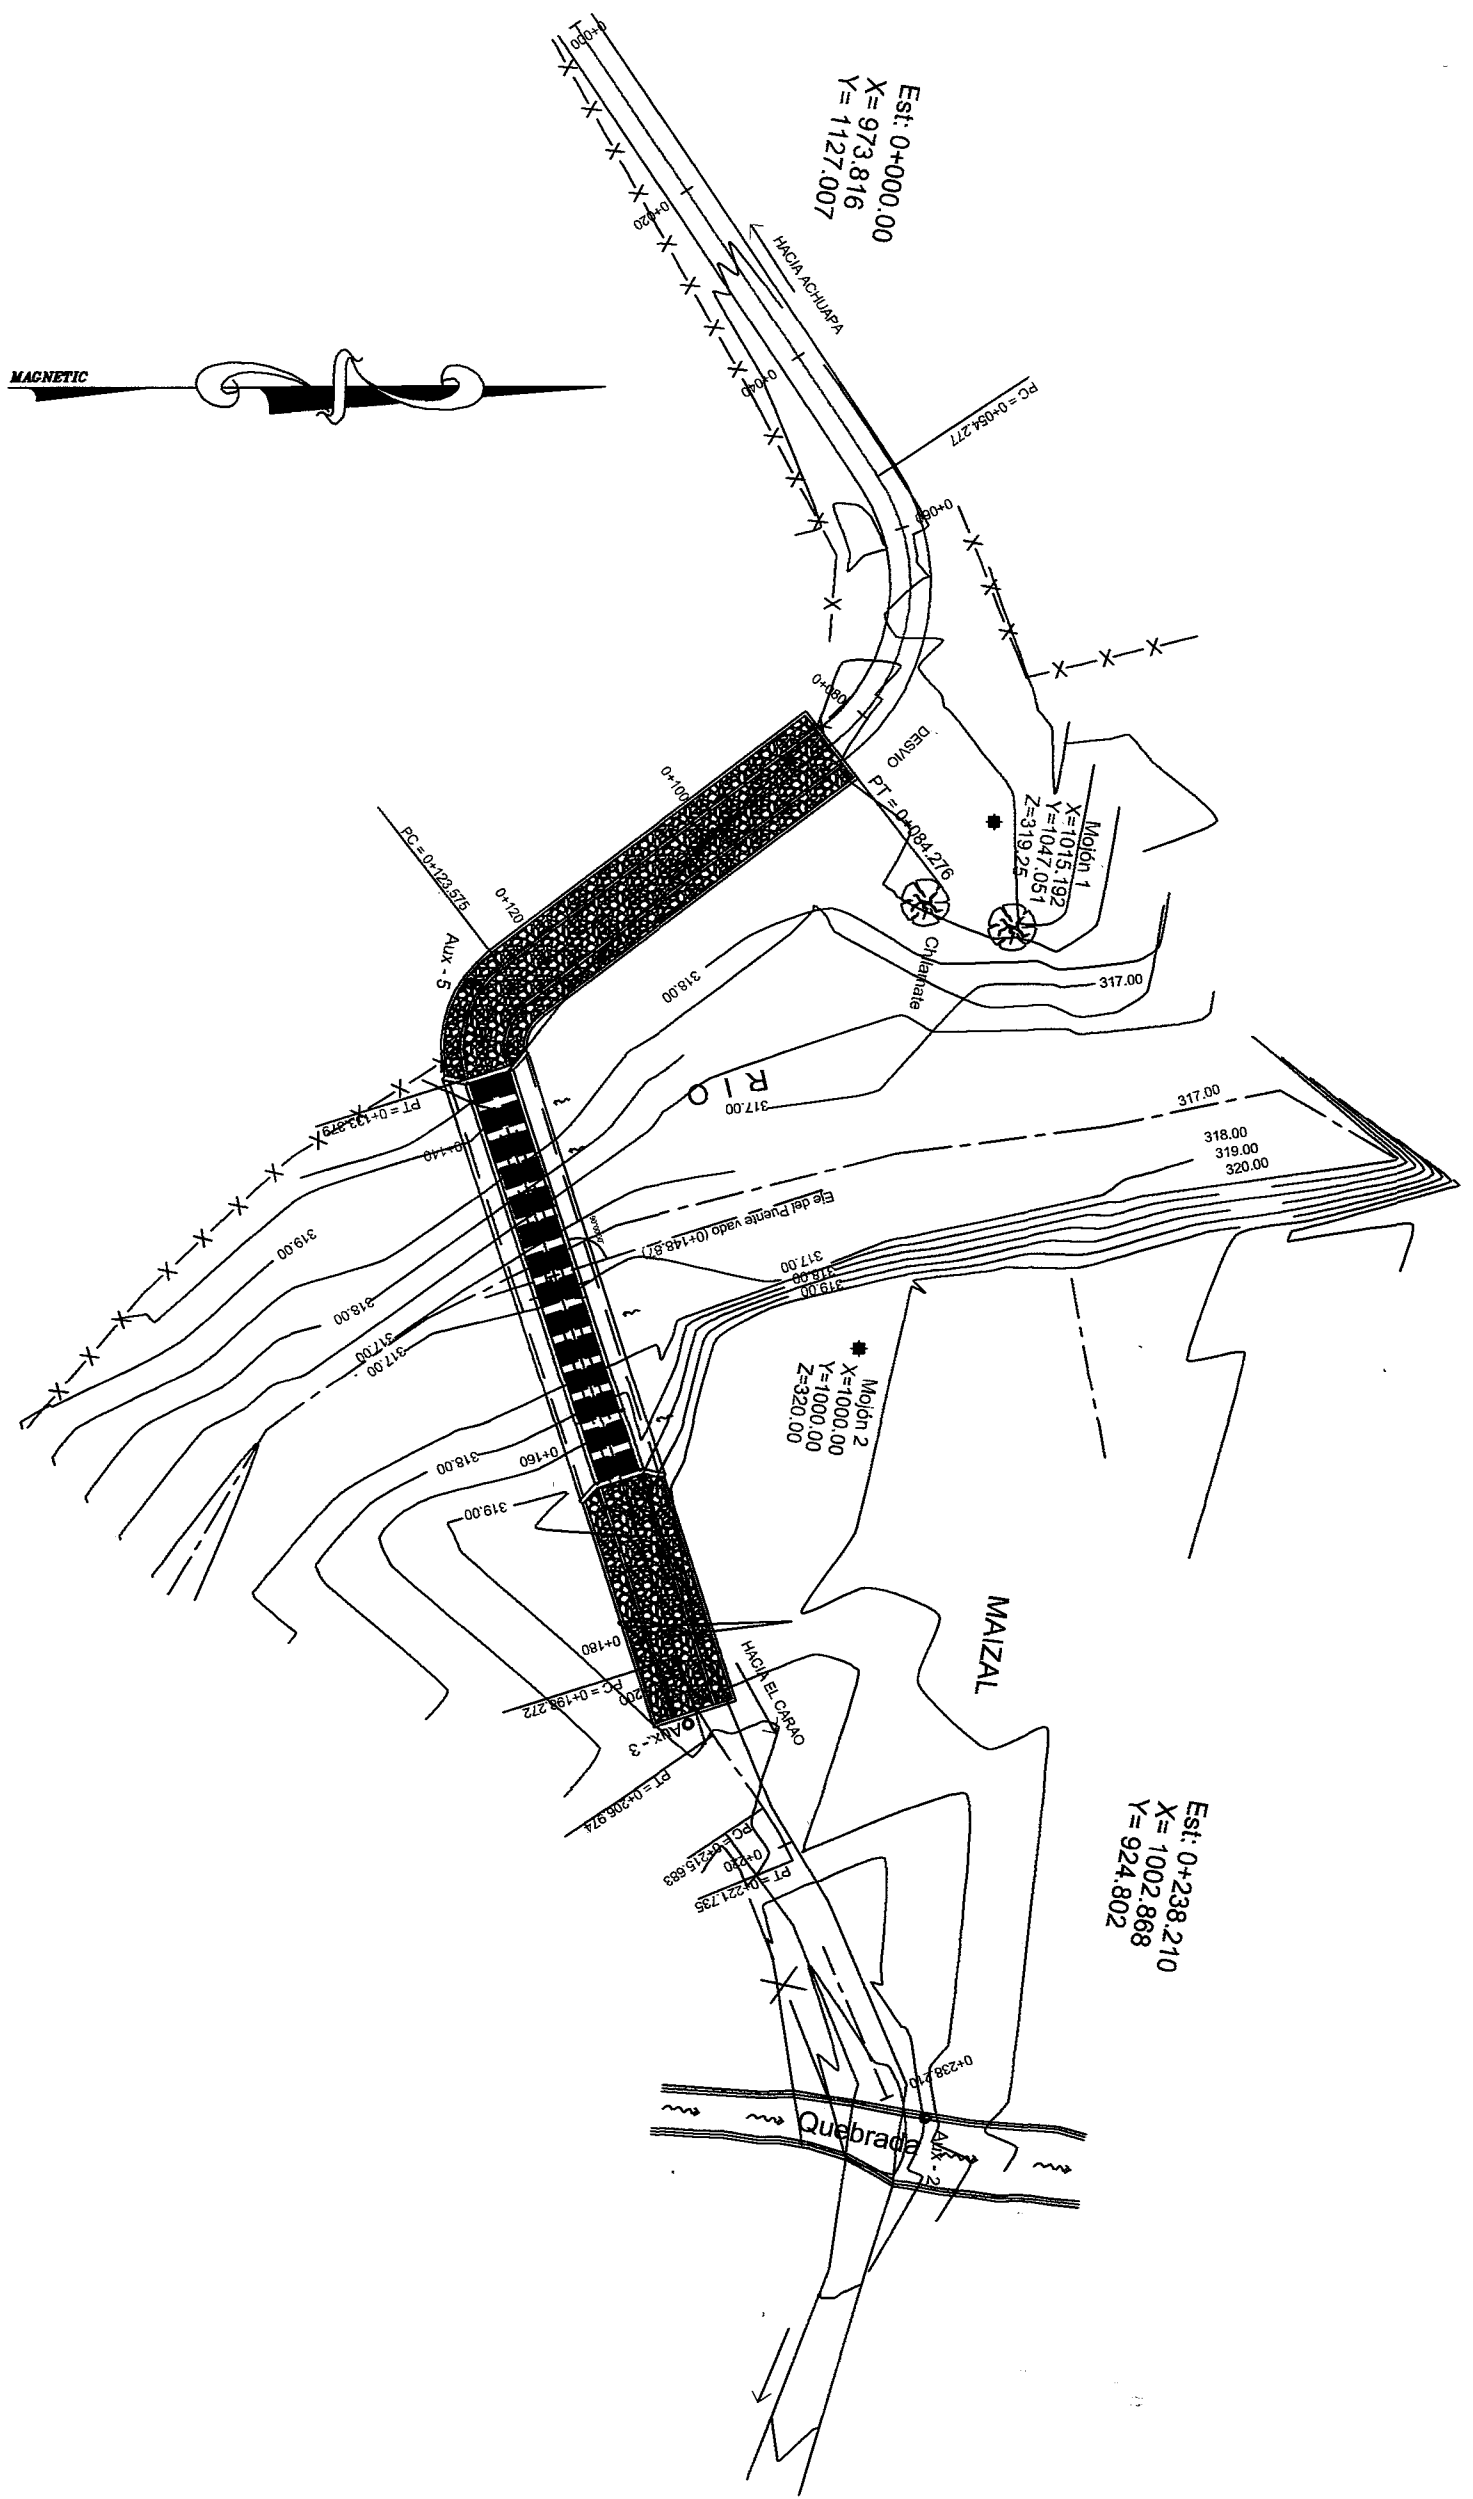 0+000
Est: 0+000.00
X= 973.816
Y= 1127.007
0+020
HACIA ACHUAPA
MAGNETIC
0+040
PC = 0+054.277
0+060
0+080
DESVIO
0+100
PT = 0+084.276
Mojón 1
X=1015.192
Y=1047.051
Z=319.25
PC = 0+123.575
0+120
Aux - 5
Chilamate
318.00
317.00
RIO
317.00
PT = 0+133.379
0+140
317.00
318.00
319.00
320.00
Eje del Puente vado (0+148.87)
319.00
318.00
317.00
317.00
317.00
318.00
319.00
Mojón 2
X=1000.00
Y=1000.00
Z=320.00
318.00
0+160
319.00
MAIZAL
0+180
HACIA EL CARAO
PC = 0+198.272
200
Aux - 3
PT = 0+206.974
PC = 0+215.683
0+220
PT = 0+221.735
Est: 0+238.210
X= 1002.868
Y= 924.802
0+238.210
Quebrada
Aux - 2